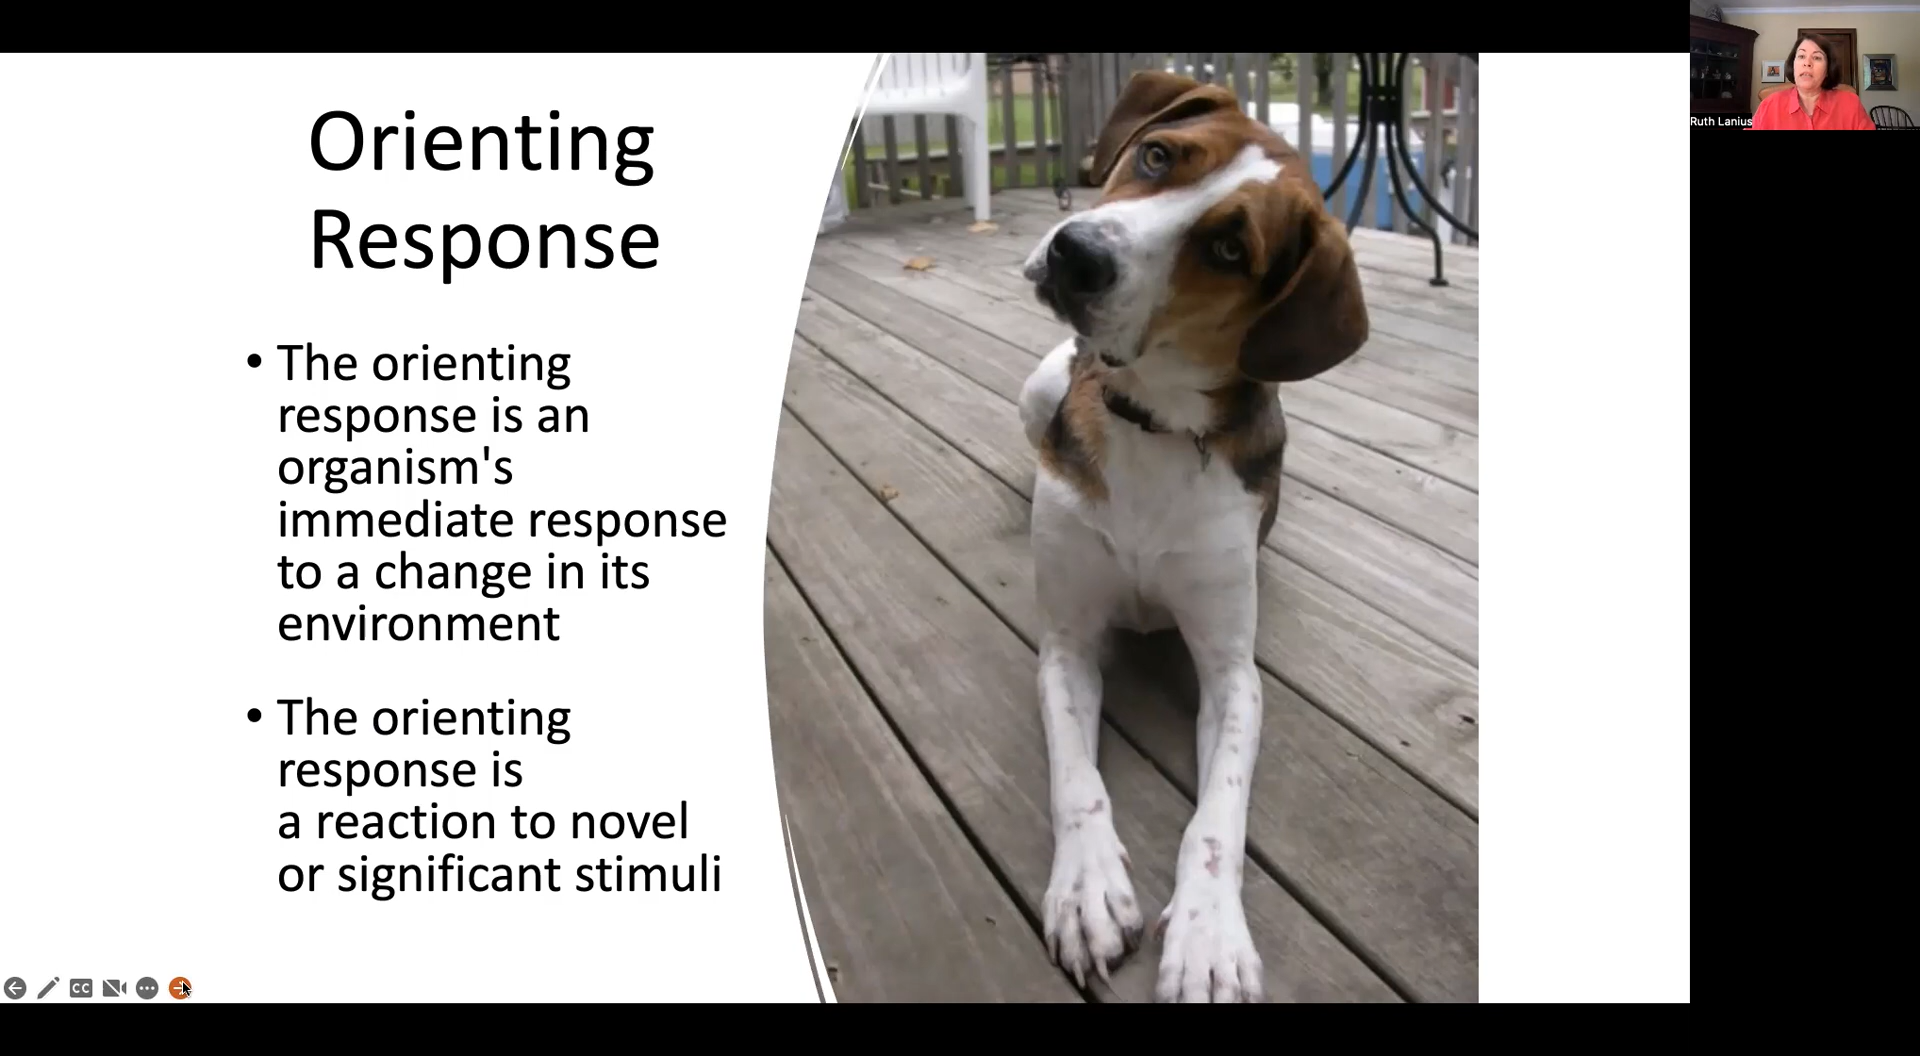 Orienting
Response
• The orienting
response is an
organism's
immediate response
to a change in its
environment
• The orienting
response is
a reaction to novel
or significant stimuli
Ruth Lanius
CC